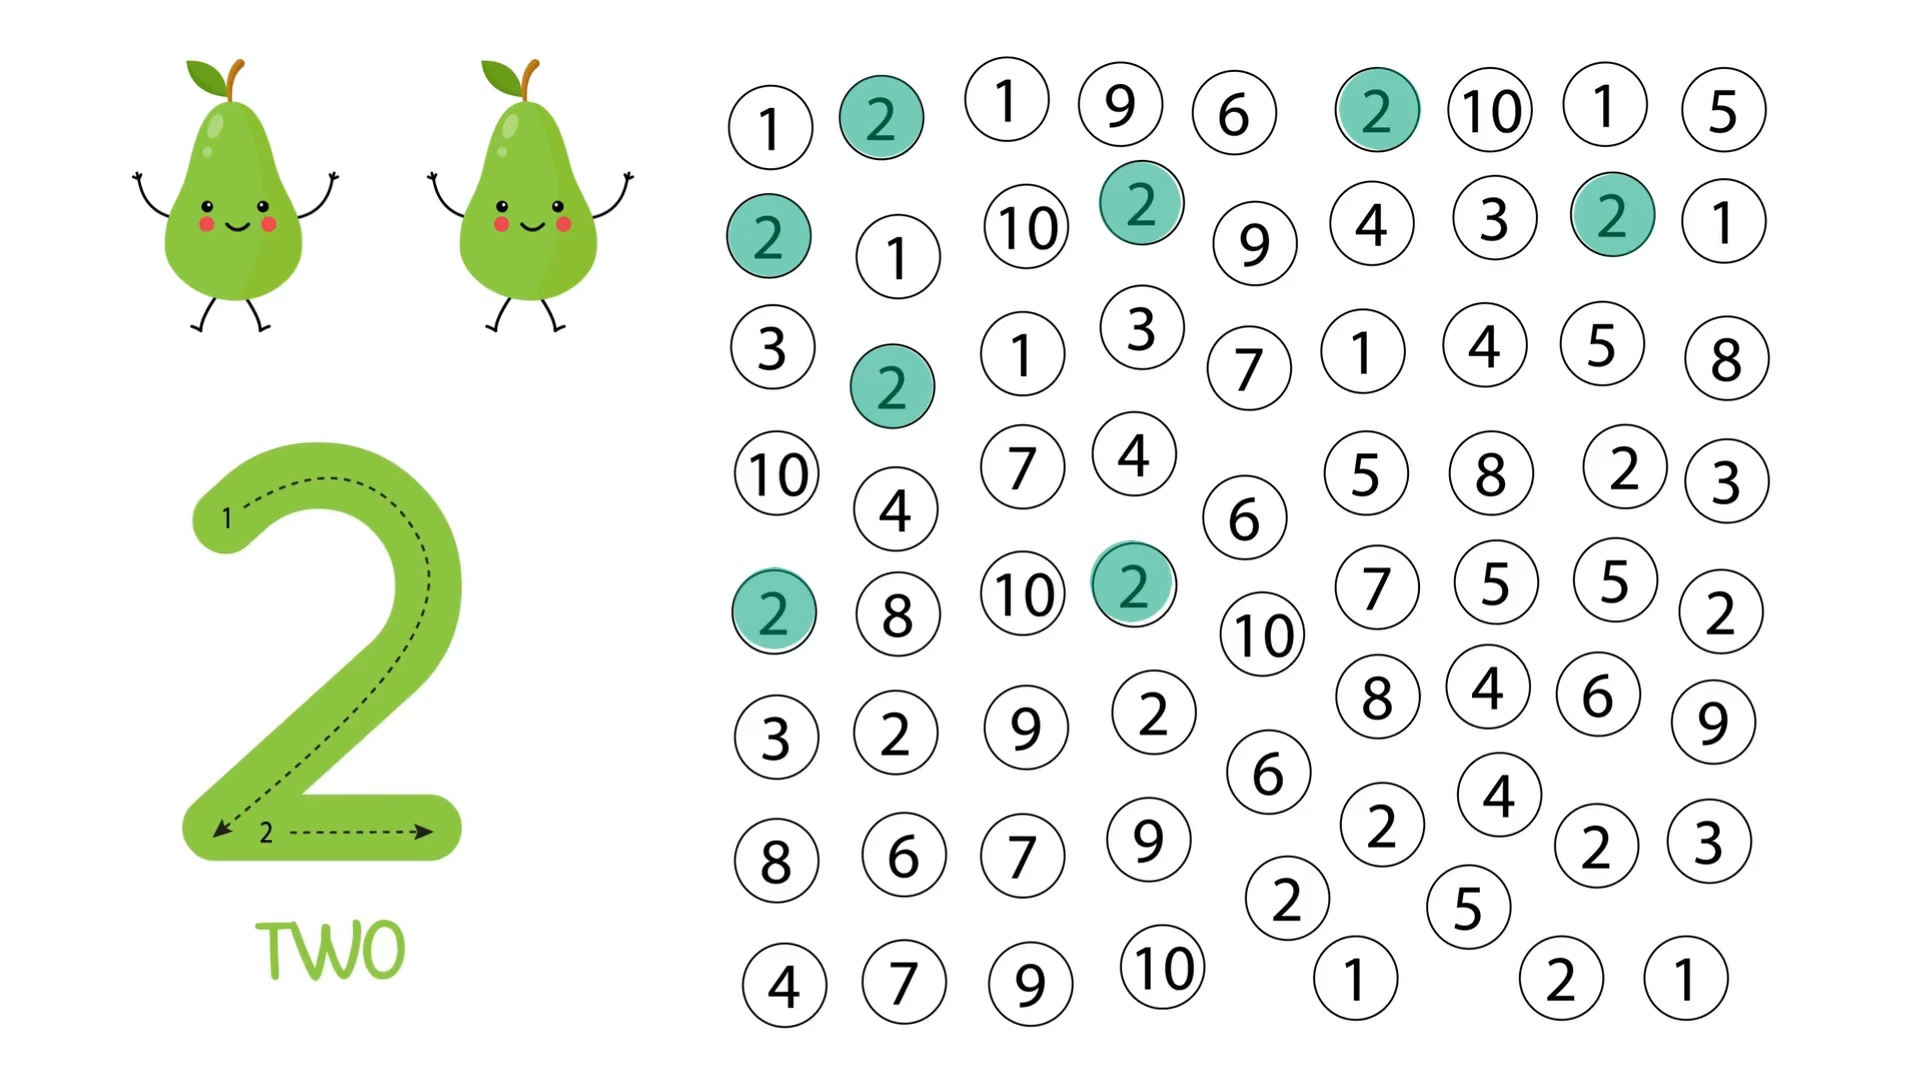 1 2 1 9 6 2 10 1 5
2 1 10 2 9 4 3 2 1
3 2 1 3 7 1 4 5 8
10 4 7 4 6 5 8 2 3
2 8 10 2 10 7 5 5 2
3 2 9 2 6 8 4 6 9
8 6 7 9 2 2 4 2 3
4 7 9 10 1 5 2 1
1
2
TWO